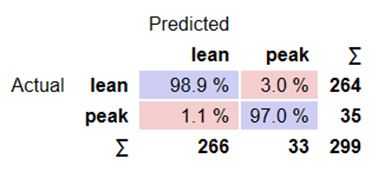 Predicted
lean peak ∑
Actual lean 98.9 % 3.0 % 264
peak 1.1 % 97.0 % 35
∑ 266 33 299